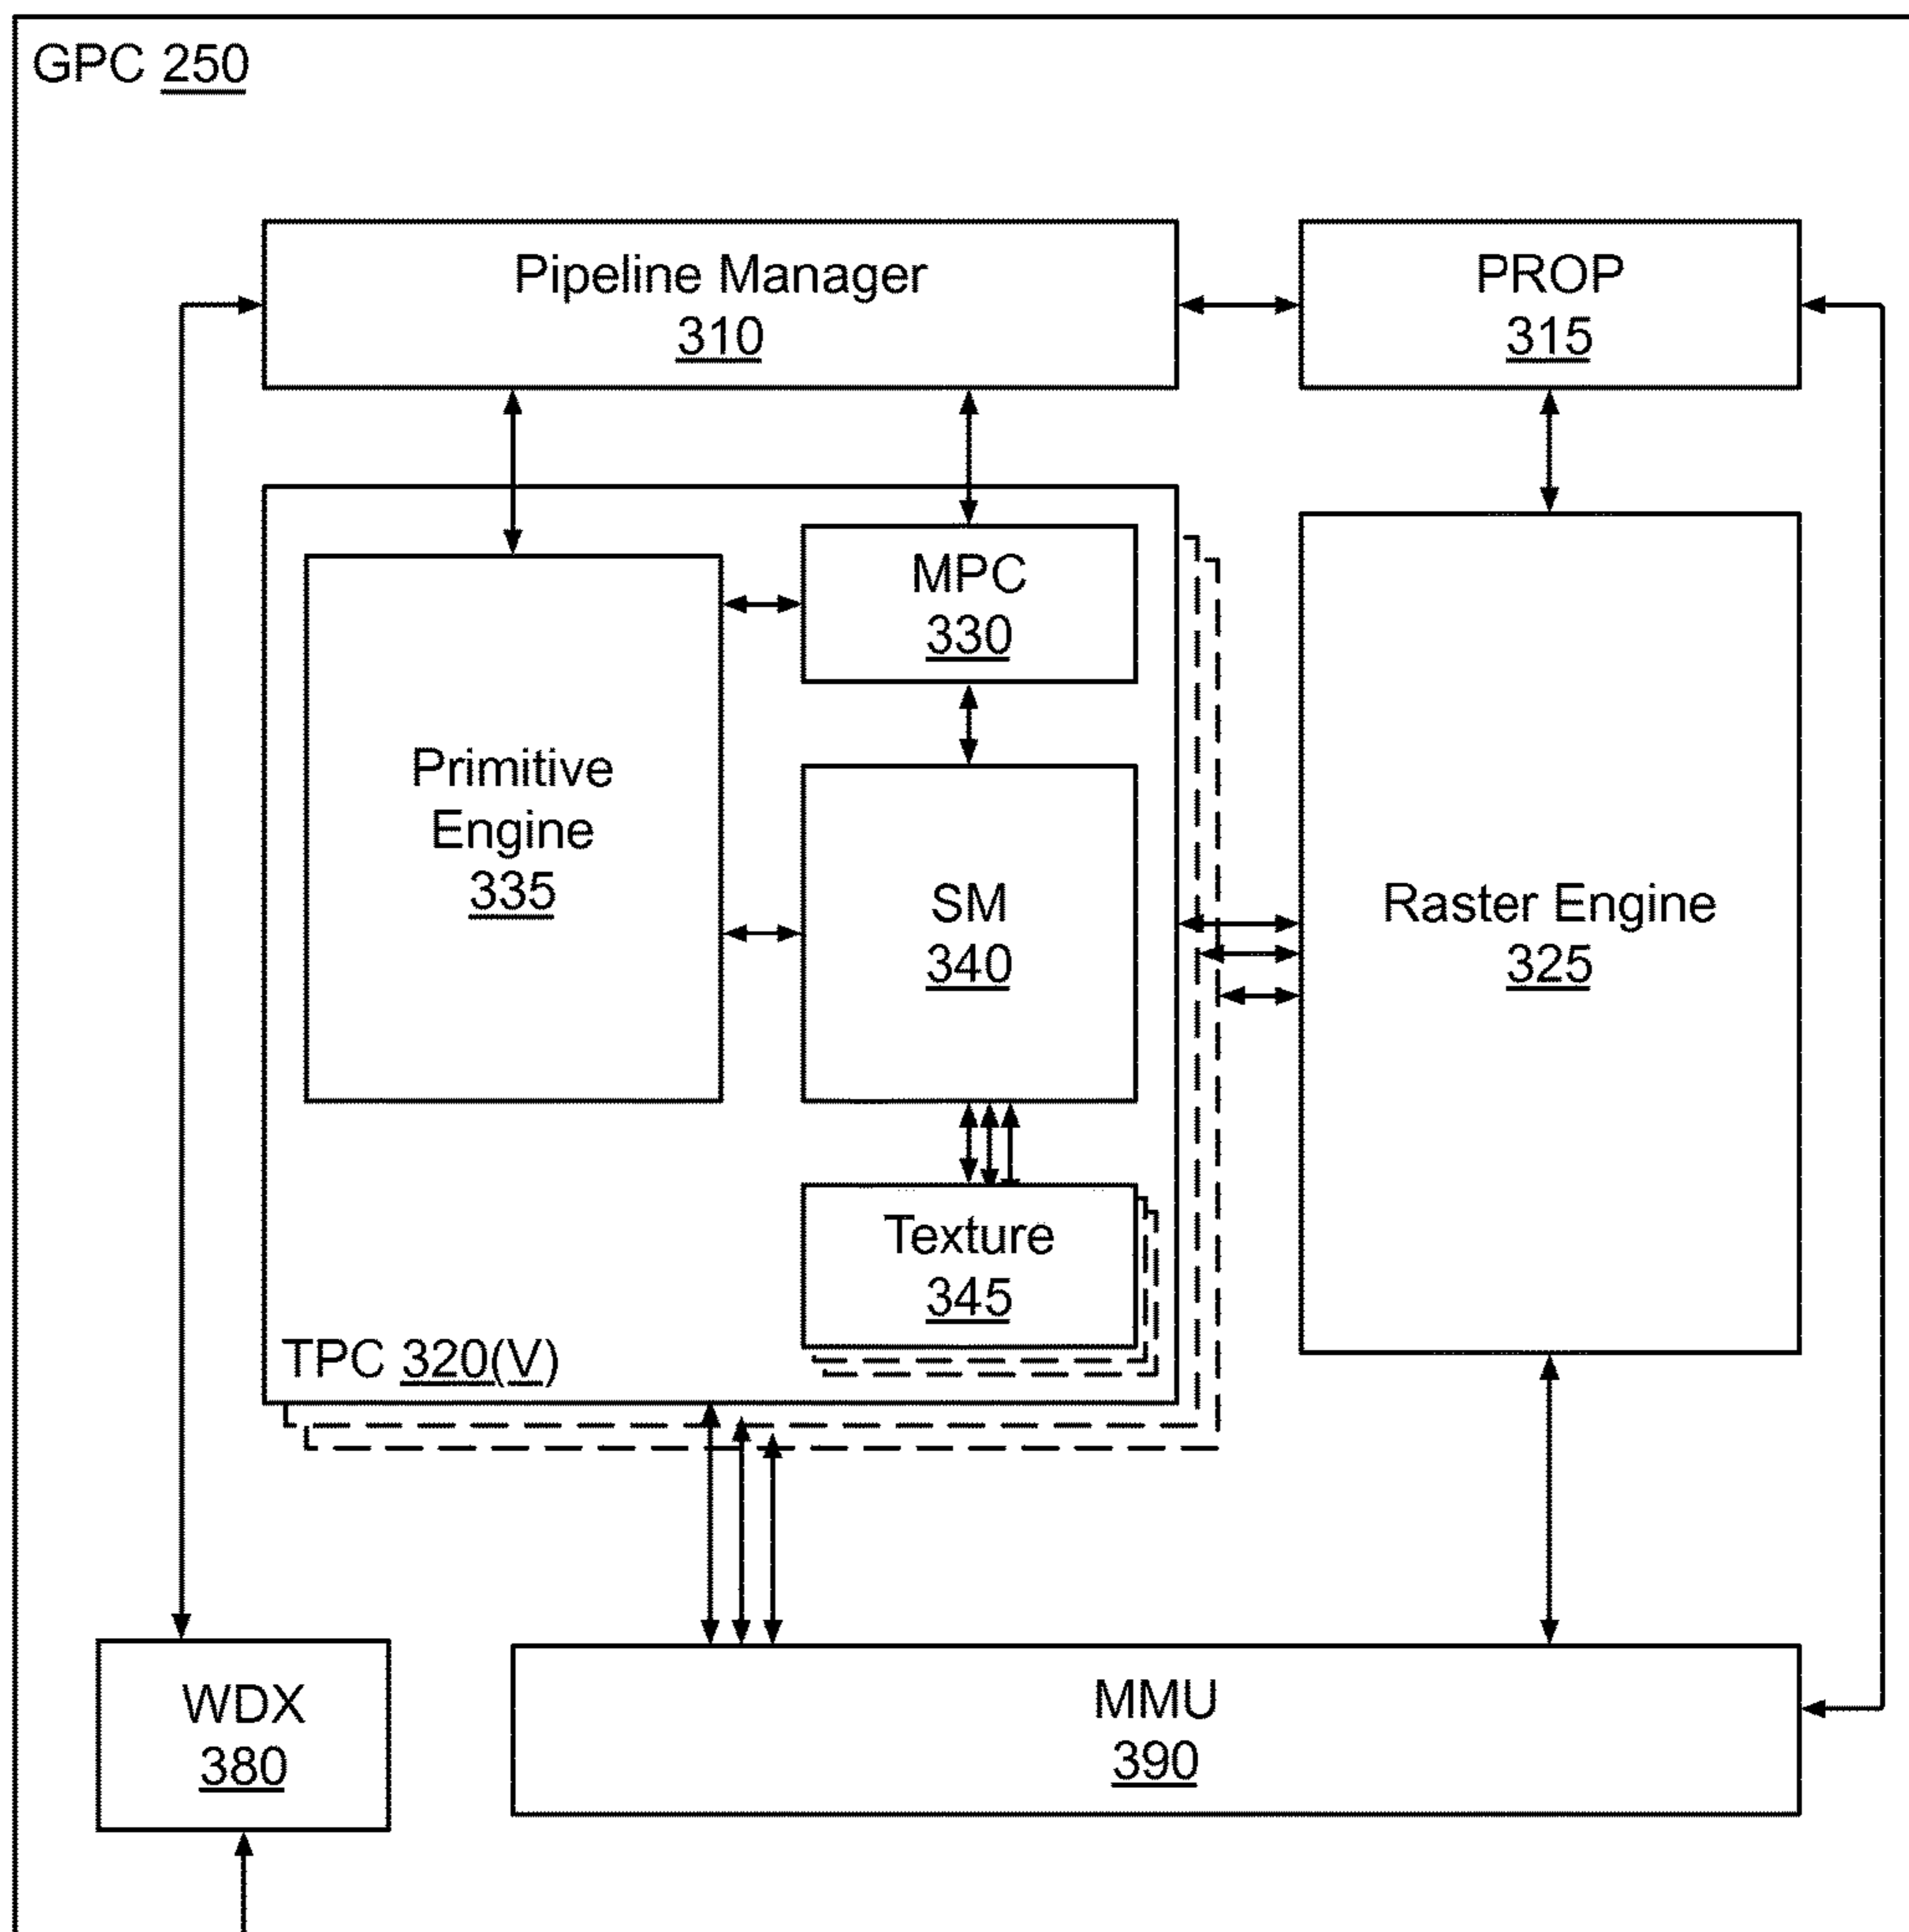 GPC 250
Pipeline Manager
310
PROP
315
MPC
330
Primitive
Engine
335
SM
340
Raster Engine
325
Texture
345
TPC 320(V)
WDX
380
MMU
390